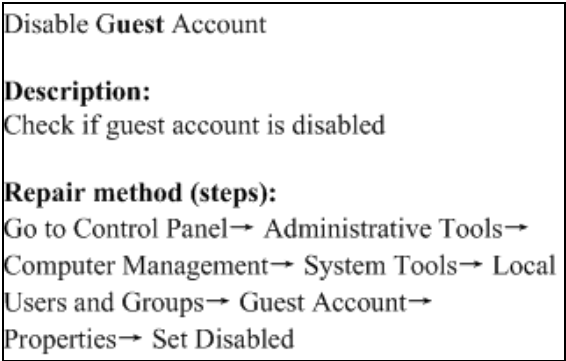 Disable Guest Account
Description:
Check if guest account is disabled
Repair method (steps):
Go to Control Panel→ Administrative Tools→
Computer Management→ System Tools→ Local
Users and Groups→ Guest Account→
Properties→ Set Disabled